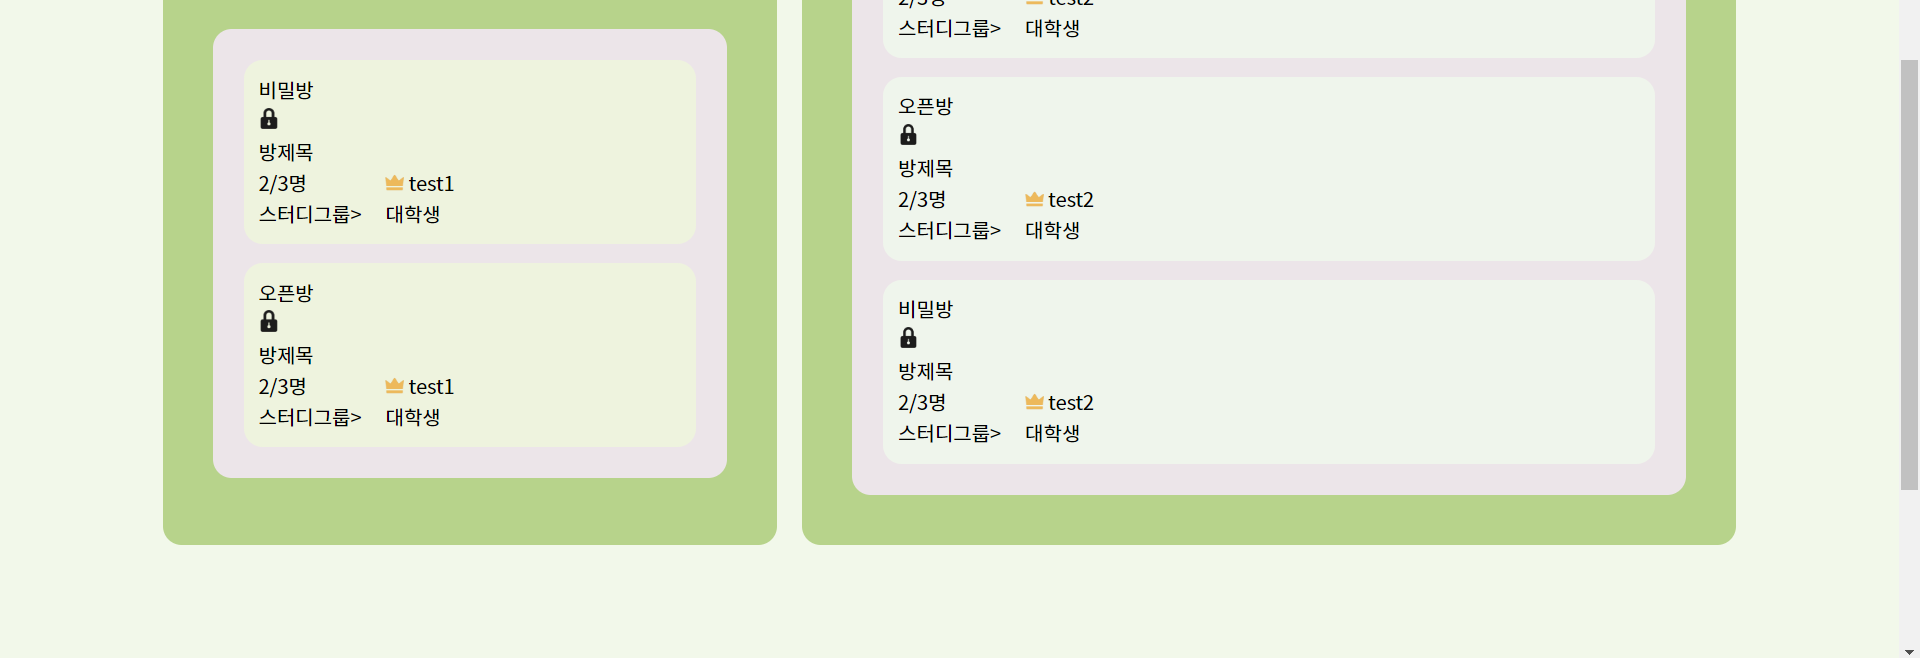 비밀방
방제목
2/3명 test1
스터디그룹> 대학생
오픈방
방제목
2/3명 test1
스터디그룹> 대학생
2/3명 test2
스터디그룹> 대학생
오픈방
방제목
2/3명 test2
스터디그룹> 대학생
비밀방
방제목
2/3명 test2
스터디그룹> 대학생